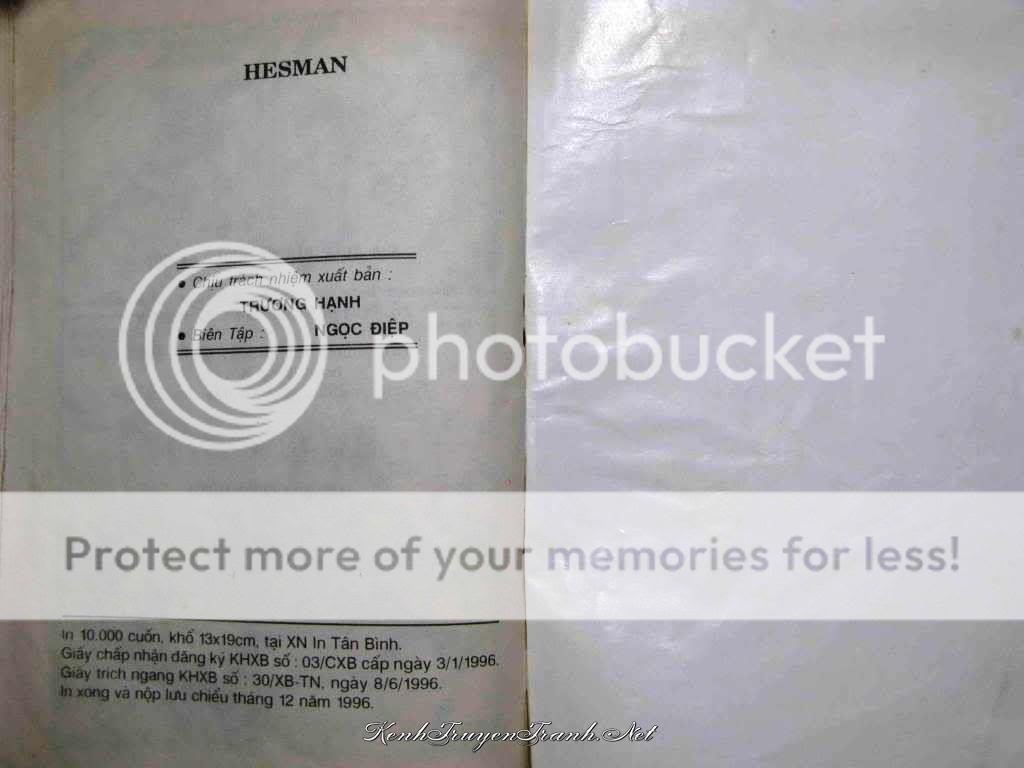 HESMAN
• Chịu trách nhiệm xuất bản :
TRƯƠNG HẠNH
• Biên Tập : NGỌC ĐIỆP
photobucket
Protect more of your memories for less!
In 10.000 cuốn, khổ 13x19cm, tại XN In Tân Bình.
Giấy chấp nhận đăng ký KHXB số : 03/CXB cấp ngày 3/1/1996.
Giấy trích ngang KHXB số : 30/XB-TN, ngày 8/6/1996.
In xong và nộp lưu chiểu tháng 12 năm 1996.
KenhTruyenTranh.Net